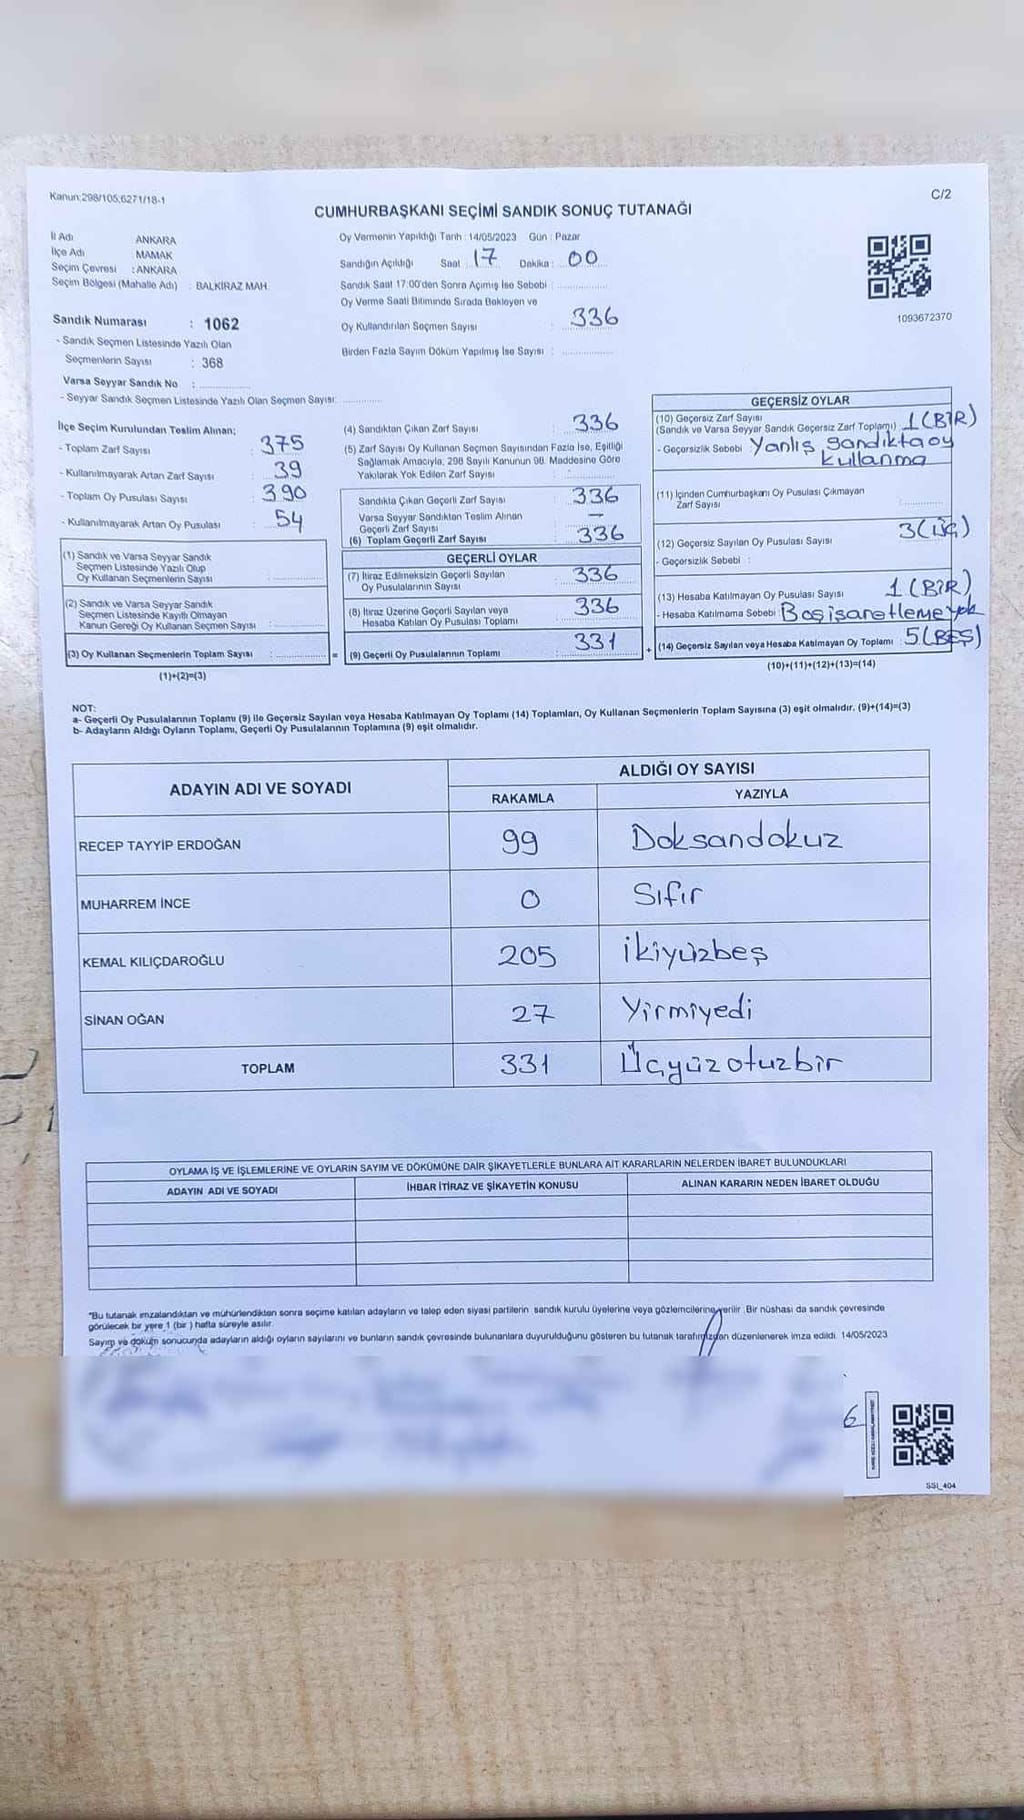 Kanun:298/105;6271/18-1
C/2
CUMHURBAŞKANI SEÇİMİ SANDIK SONUÇ TUTANAĞI
İl Adı ANKARA
İlçe Adı MAMAK
Seçim Çevresi : ANKARA
Seçim Bölgesi (Mahalle Adı) : BALKİRAZ MAH.
Sandık Numarası : 1062
- Sandık Seçmen Listesinde Yazılı Olan
Seçmenlerin Sayısı : 368
Varsa Seyyar Sandık No :
- Seyyar Sandık Seçmen Listesinde Yazılı Olan Seçmen Sayısı:
Oy Vermenin Yapıldığı Tarih : 14/05/2023 Gün : Pazar
Sandığın Açıldığı Saat : 17 Dakika : 00
Sandık Saat 17:00'den Sonra Açılmış İse Sebebi :
Oy Verme Saati Bitiminde Sırada Bekleyen ve
Oy Kullandırılan Seçmen Sayısı : 336
Birden Fazla Sayım Döküm Yapılmış İse Sayısı :
1093672370
İlçe Seçim Kurulundan Teslim Alınan;
- Toplam Zarf Sayısı : 375
- Kullanılmayarak Artan Zarf Sayısı : 39
- Toplam Oy Pusulası Sayısı : 390
- Kullanılmayarak Artan Oy Pusulası : 54
(1) Sandık ve Varsa Seyyar Sandık
Seçmen Listesinde Yazılı Olup
Oy Kullanan Seçmenlerin Sayısı :
(2) Sandık ve Varsa Seyyar Sandık
Seçmen Listesinde Kayıtlı Olmayan
Kanun Gereği Oy Kullanan Seçmen Sayısı :
(3) Oy Kullanan Seçmenlerin Toplam Sayısı : =
(1)+(2)=(3)
(4) Sandıktan Çıkan Zarf Sayısı : 336
(5) Zarf Sayısı Oy Kullanan Seçmen Sayısından Fazla İse, Eşitliği
Sağlamak Amacıyla, 298 Sayılı Kanunun 98. Maddesine Göre
Yakılarak Yok Edilen Zarf Sayısı :
Sandıkta Çıkan Geçerli Zarf Sayısı : 336
Varsa Seyyar Sandıktan Teslim Alınan
Geçerli Zarf Sayısı : —
(6) Toplam Geçerli Zarf Sayısı : 336
GEÇERLİ OYLAR
(7) İtiraz Edilmeksizin Geçerli Sayılan
Oy Pusulalarının Sayısı : 336
(8) İtiraz Üzerine Geçerli Sayılan veya
Hesaba Katılan Oy Pusulası Toplamı : 336
(9) Geçerli Oy Pusulalarının Toplamı : 331 +
GEÇERSİZ OYLAR
(10) Geçersiz Zarf Sayısı
(Sandık ve Varsa Seyyar Sandık Geçersiz Zarf Toplamı) 1 (BİR)
- Geçersizlik Sebebi : Yanlış sandıkta oy
kullanma
(11) İçinden Cumhurbaşkanı Oy Pusulası Çıkmayan
Zarf Sayısı :
(12) Geçersiz Sayılan Oy Pusulası Sayısı 3 (ÜÇ)
- Geçersizlik Sebebi :
(13) Hesaba Katılmayan Oy Pusulası Sayısı 1 (BİR)
- Hesaba Katılmama Sebebi : Boş işaretleme yok
(14) Geçersiz Sayılan veya Hesaba Katılmayan Oy Toplamı : 5 (BEŞ)
(10)+(11)+(12)+(13)=(14)
NOT:
a- Geçerli Oy Pusulalarının Toplamı (9) ile Geçersiz Sayılan veya Hesaba Katılmayan Oy Toplamı (14) Toplamları, Oy Kullanan Seçmenlerin Toplam Sayısına (3) eşit olmalıdır. (9)+(14)=(3)
b- Adayların Aldığı Oyların Toplamı, Geçerli Oy Pusulalarının Toplamına (9) eşit olmalıdır.
ADAYIN ADI VE SOYADI ALDIĞI OY SAYISI
RAKAMLA YAZIYLA
RECEP TAYYİP ERDOĞAN 99 Doksandokuz
MUHARREM İNCE 0 Sıfır
KEMAL KILIÇDAROĞLU 205 İkiyüzbeş
SİNAN OĞAN 27 Yirmiyedi
TOPLAM 331 Üçyüzotuzbir
OYLAMA İŞ VE İŞLEMLERİNE VE OYLARIN SAYIM VE DÖKÜMÜNE DAİR ŞİKAYETLERLE BUNLARA AİT KARARLARIN NELERDEN İBARET BULUNDUKLARI
ADAYIN ADI VE SOYADI İHBAR İTİRAZ VE ŞİKAYETİN KONUSU ALINAN KARARIN NEDEN İBARET OLDUĞU
*Bu tutanak imzalandıktan ve mühürlendikten sonra seçime katılan adayların ve talep eden siyasi partilerin sandık kurulu üyelerine veya gözlemcilerine verilir. Bir nüshası da sandık çevresinde
görülecek bir yere 1 (bir) hafta süreyle asılır.
Sayım ve döküm sonucunda adayların aldığı oyların sayılarını ve bunların sandık çevresinde bulunanlara duyurulduğunu gösteren bu tutanak tarafımızdan düzenlenerek imza edildi. 14/05/2023
6
SSI_404